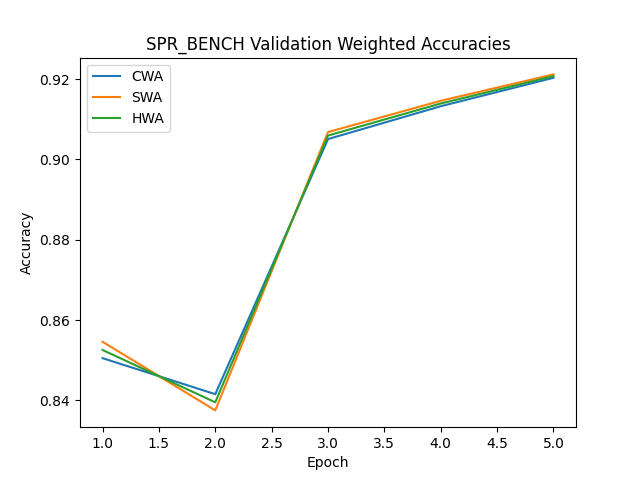 SPR_BENCH Validation Weighted Accuracies
CWA
SWA
HWA
Accuracy
0.92
0.90
0.88
0.86
0.84
1.0 1.5 2.0 2.5 3.0 3.5 4.0 4.5 5.0
Epoch